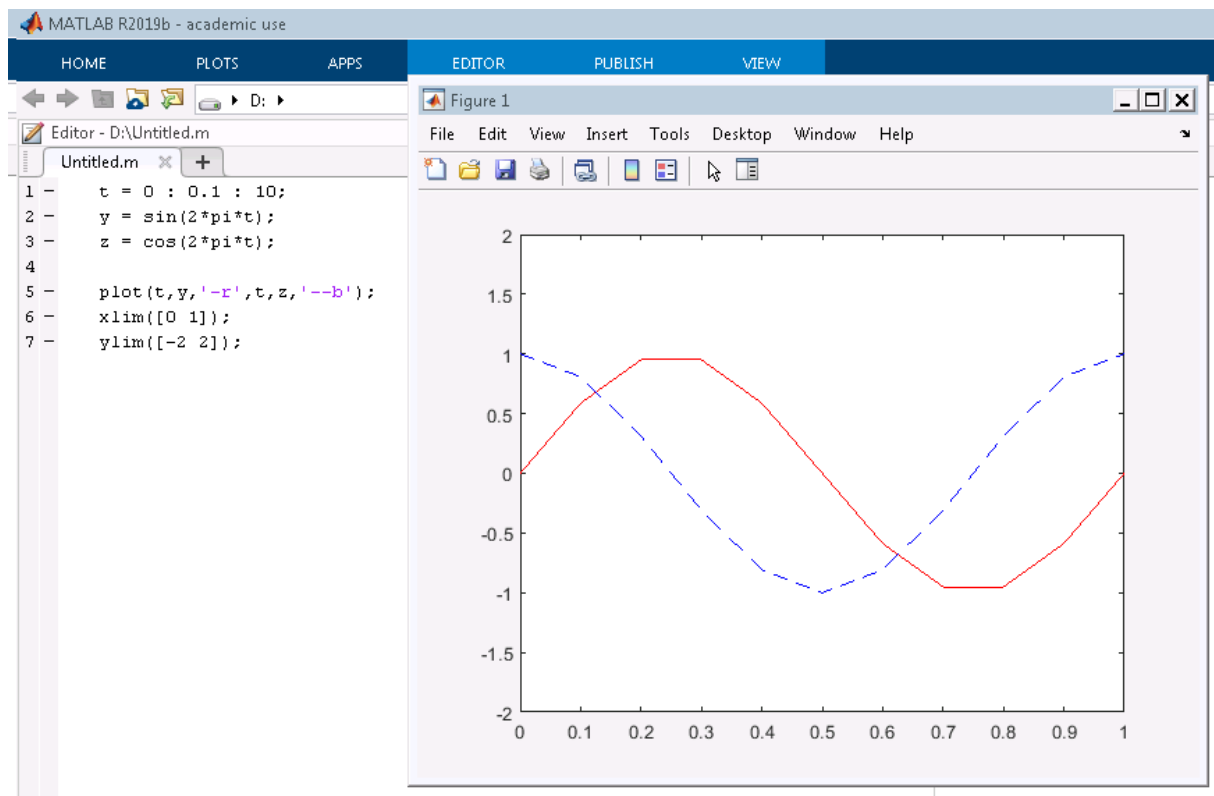 MATLAB R2019b - academic use
HOME PLOTS APPS EDITOR PUBLISH VIEW
D:
Editor - D:\Untitled.m
Untitled.m
1 - t = 0 : 0.1 : 10;
2 - y = sin(2*pi*t);
3 - z = cos(2*pi*t);
4
5 - plot(t,y,'-r',t,z,'--b');
6 - xlim([0 1]);
7 - ylim([-2 2]);
Figure 1
File Edit View Insert Tools Desktop Window Help
2
1.5
1
0.5
0
-0.5
-1
-1.5
-2
0 0.1 0.2 0.3 0.4 0.5 0.6 0.7 0.8 0.9 1